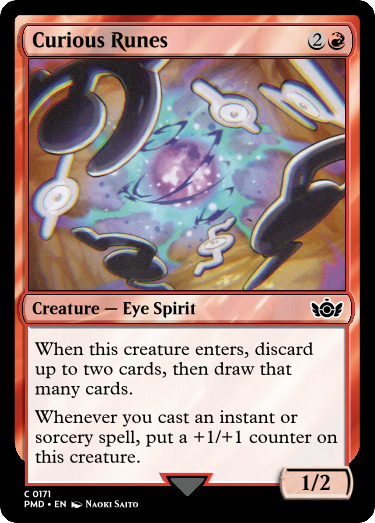 Curious Runes
2
Creature — Eye Spirit
When this creature enters, discard
up to two cards, then draw that
many cards.
Whenever you cast an instant or
sorcery spell, put a +1/+1 counter on
this creature.
1/2
C 0171
PMD • EN Naoki Saito